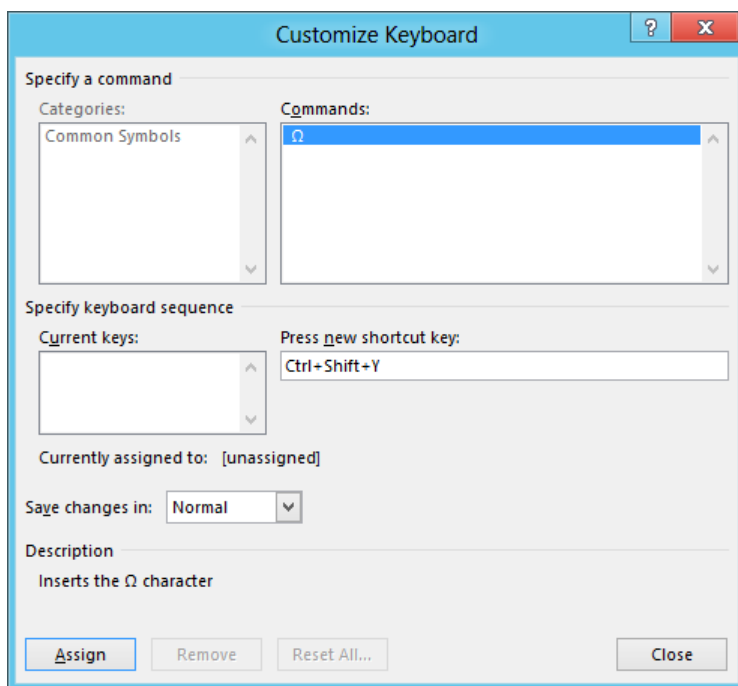 Customize Keyboard
Specify a command
Categories: Commands:
Common Symbols Ω
Specify keyboard sequence
Current keys: Press new shortcut key:
Ctrl+Shift+Y
Currently assigned to: [unassigned]
Save changes in: Normal
Description
Inserts the Ω character
Assign Remove Reset All... Close